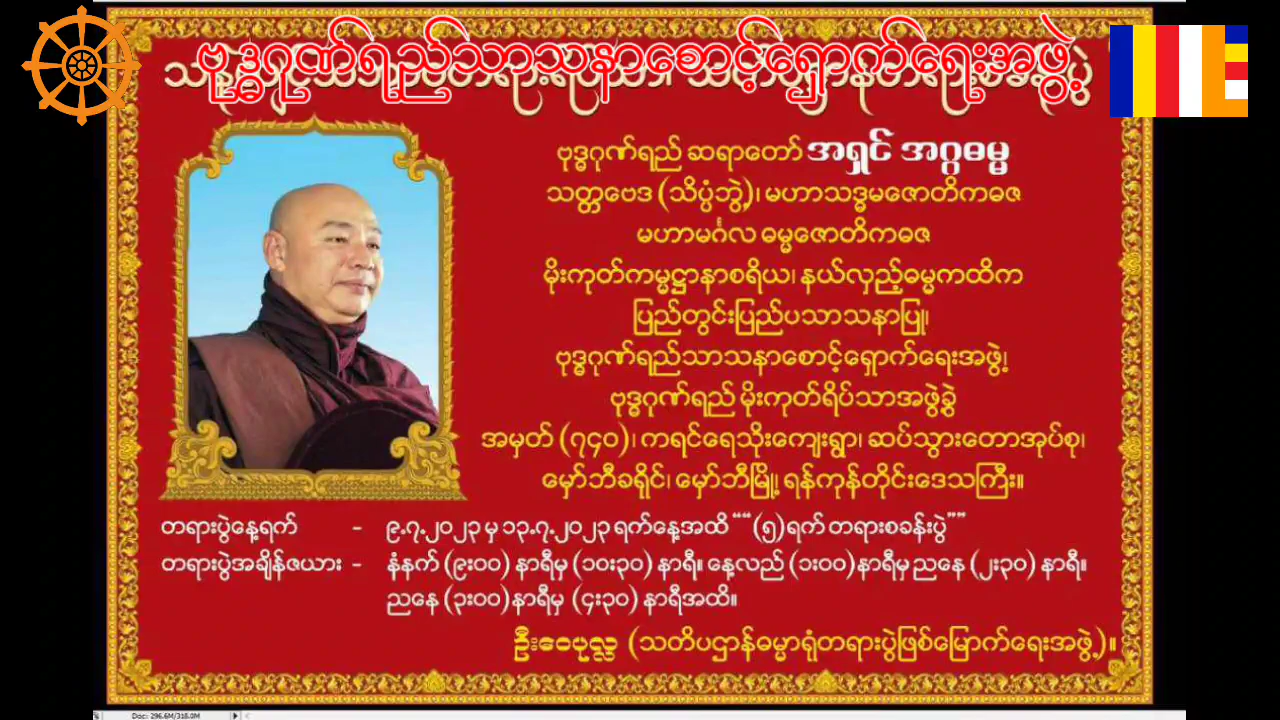 ဗုဒ္ဓဂုဏ်ရည်သာသနာစောင့်ရှောက်ရေးအဖွဲ့
ဗုဒ္ဓဂုဏ်ရည် ဆရာတော် အရှင် အဂ္ဂဓမ္မ
သတ္တဗေဒ (သိပ္ပံဘွဲ့)၊ မဟာသဒ္ဓမဇောတိကဓဇ
မဟာမင်္ဂလ ဓမ္မဇောတိကဓဇ
မိုးကုတ်ကမ္မဋ္ဌာနာစရိယ၊ နယ်လှည့်ဓမ္မကထိက
ပြည်တွင်းပြည်ပသာသနာပြု၊
ဗုဒ္ဓဂုဏ်ရည်သာသနာစောင့်ရှောက်ရေးအဖွဲ့၊
ဗုဒ္ဓဂုဏ်ရည် မိုးကုတ်ရိပ်သာအဖွဲ့ခွဲ
အမှတ် (၇၄၀)၊ ကရင်ရေသိုးကျေးရွာ၊ ဆပ်သွားတောအုပ်စု၊
မှော်ဘီခရိုင်၊ မှော်ဘီမြို့၊ ရန်ကုန်တိုင်းဒေသကြီး။
တရားပွဲနေ့ရက် - ၉.၇.၂၀၂၃ မှ ၁၃.၇.၂၀၂၃ ရက်နေ့အထိ ““(၅)ရက် တရားစခန်းပွဲ””
တရားပွဲအချိန်ဇယား - နံနက် (၉း၀၀) နာရီမှ (၁၀း၃၀) နာရီ။ နေ့လည် (၁း၀၀)နာရီမှ ညနေ (၂း၃၀) နာရီ။
ညနေ (၃း၀၀)နာရီမှ (၄း၃၀) နာရီအထိ။
ဦးဝေပုလ္လ (သတိပဌာန်ဓမ္မာရုံတရားပွဲဖြစ်မြောက်ရေးအဖွဲ့)။
Doc: 296.6M/318.0M